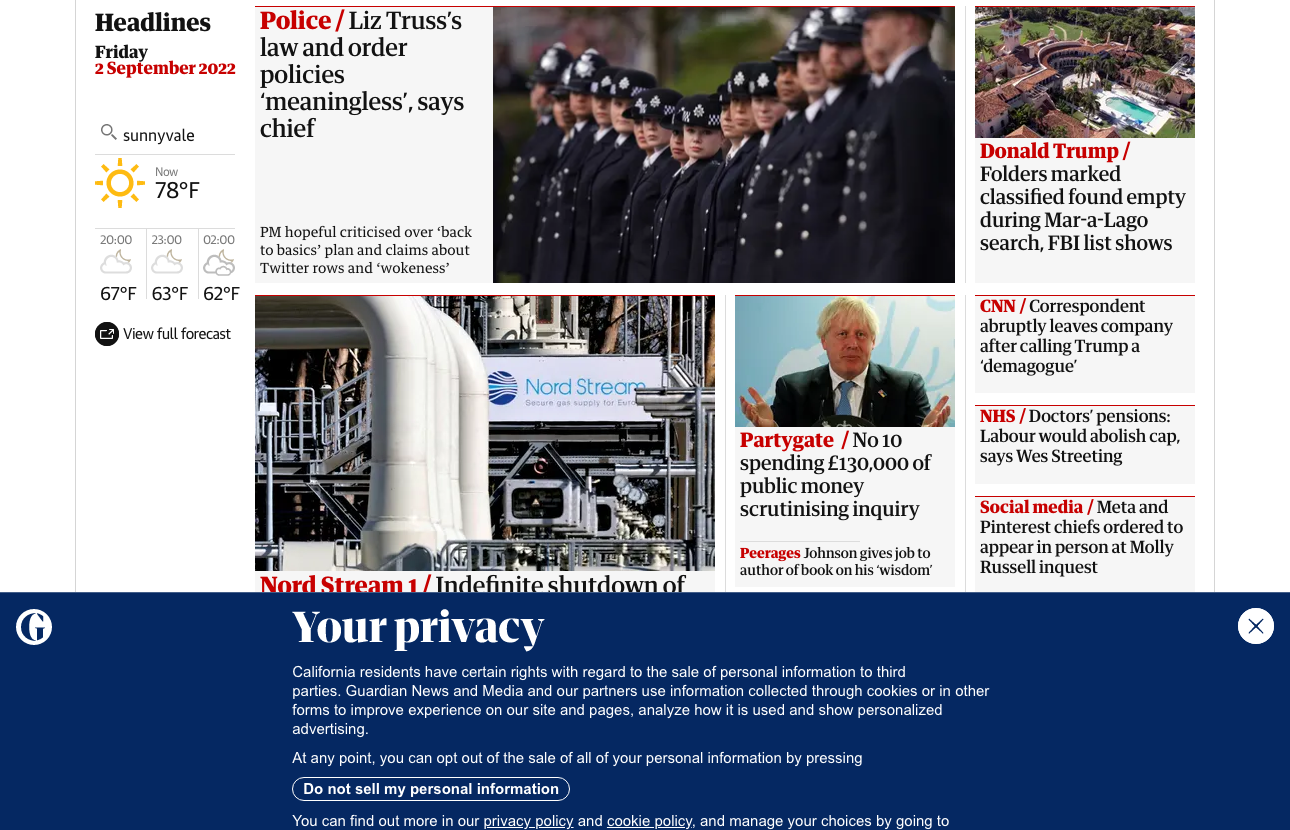 Headlines
Friday
2 September 2022
sunnyvale
Now
78°F
20:00
23:00
02:00
67°F
63°F
62°F
View full forecast
Police / Liz Truss’s
law and order
policies
‘meaningless’, says
chief
PM hopeful criticised over ‘back
to basics’ plan and claims about
Twitter rows and ‘wokeness’
Donald Trump /
Folders marked
classified found empty
during Mar-a-Lago
search, FBI list shows
Nord Stream
Secure gas supply for Euro
Nord Stream 1 / Indefinite shutdown of
Partygate / No 10
spending £130,000 of
public money
scrutinising inquiry
Peerages Johnson gives job to
author of book on his ‘wisdom’
CNN / Correspondent
abruptly leaves company
after calling Trump a
‘demagogue’
NHS / Doctors’ pensions:
Labour would abolish cap,
says Wes Streeting
Social media / Meta and
Pinterest chiefs ordered to
appear in person at Molly
Russell inquest
G
Your privacy
California residents have certain rights with regard to the sale of personal information to third
parties. Guardian News and Media and our partners use information collected through cookies or in other
forms to improve experience on our site and pages, analyze how it is used and show personalized
advertising.
At any point, you can opt out of the sale of all of your personal information by pressing
Do not sell my personal information
You can find out more in our privacy policy and cookie policy, and manage your choices by going to